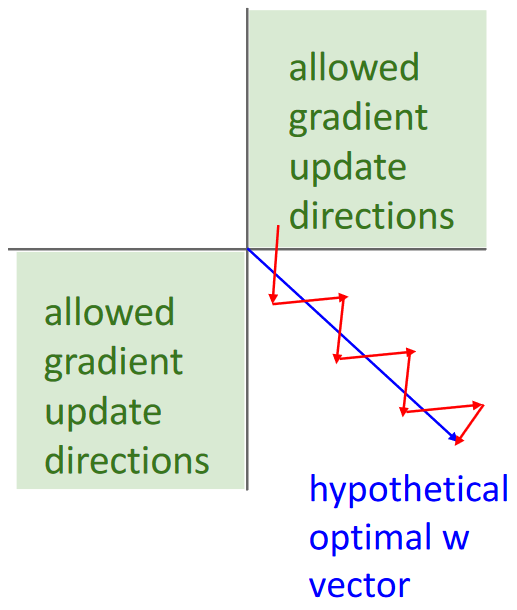 allowed
gradient
update
directions
allowed
gradient
update
directions
hypothetical
optimal w
vector